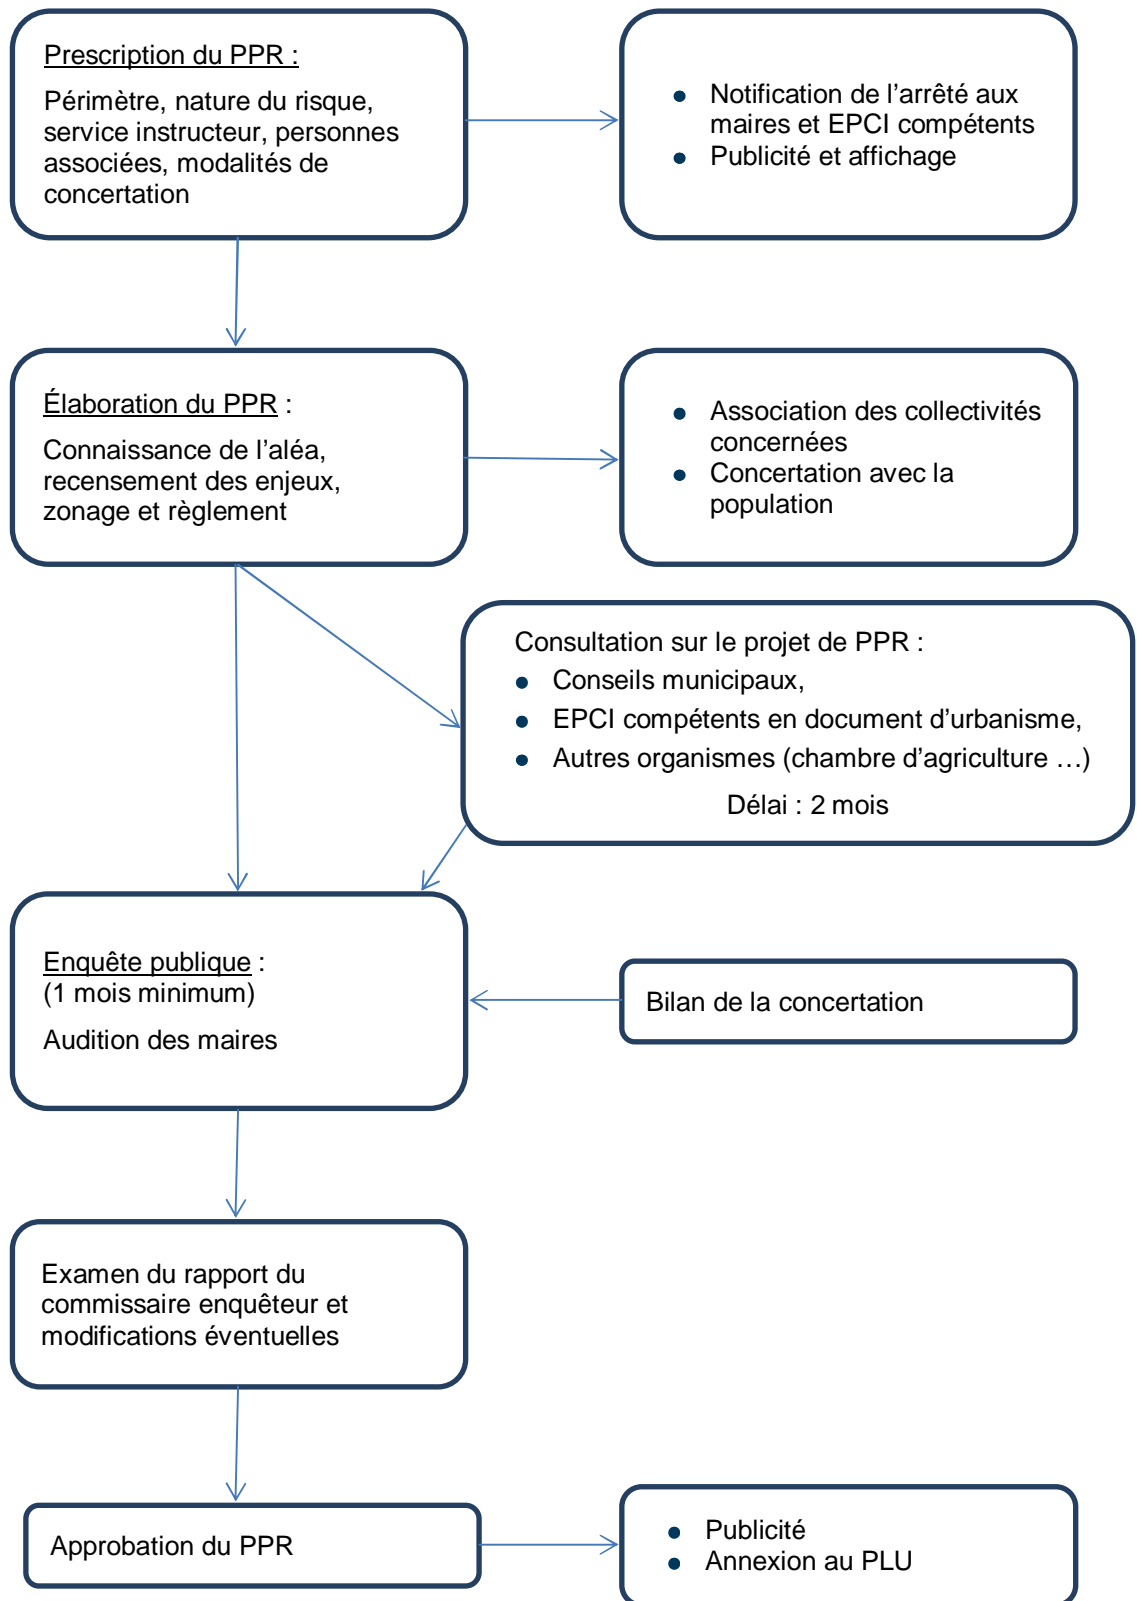 Prescription du PPR :
Périmètre, nature du risque,
service instructeur, personnes
associées, modalités de
concertation
● Notification de l’arrêté aux
maires et EPCI compétents
● Publicité et affichage
Élaboration du PPR :
Connaissance de l’aléa,
recensement des enjeux,
zonage et règlement
● Association des collectivités
concernées
● Concertation avec la
population
Consultation sur le projet de PPR :
● Conseils municipaux,
● EPCI compétents en document d’urbanisme,
● Autres organismes (chambre d’agriculture …)
Délai : 2 mois
Enquête publique :
(1 mois minimum)
Audition des maires
Bilan de la concertation
Examen du rapport du
commissaire enquêteur et
modifications éventuelles
Approbation du PPR
● Publicité
● Annexion au PLU